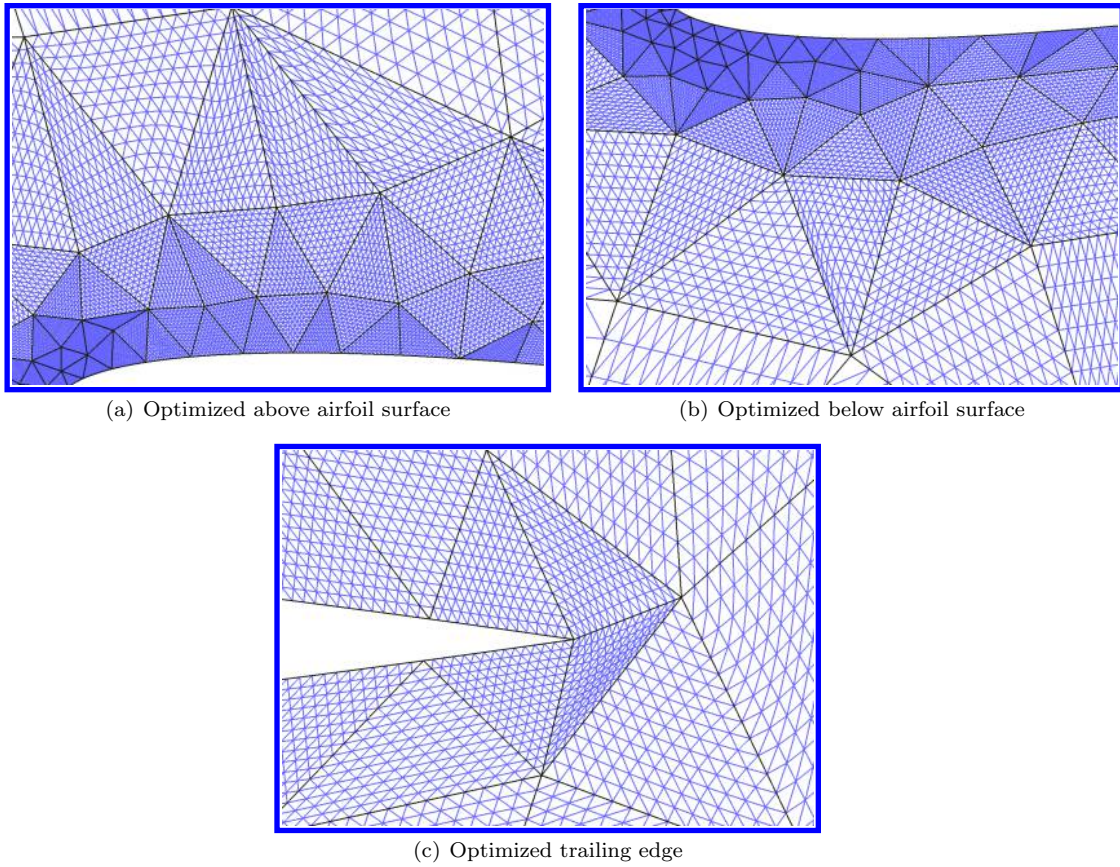 (a) Optimized above airfoil surface
(b) Optimized below airfoil surface
(c) Optimized trailing edge